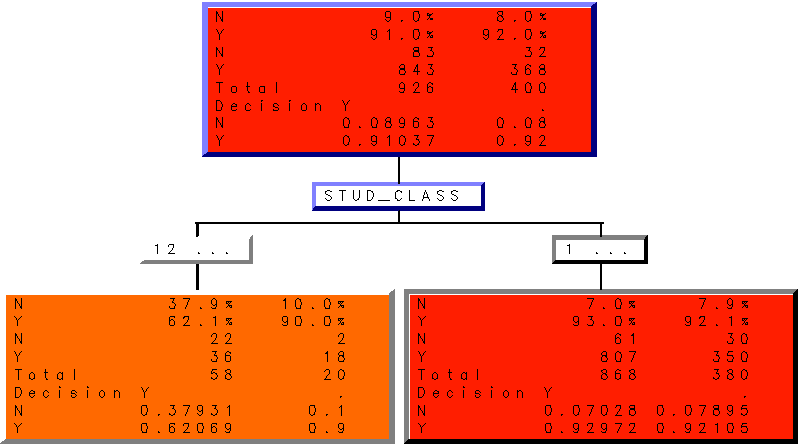 N 9.0% 8.0%
Y 91.0% 92.0%
N 83 32
Y 843 368
Total 926 400
Decision Y .
N 0.08963 0.08
Y 0.91037 0.92
STUD_CLASS
12 ... 1 ...
N 37.9% 10.0%
Y 62.1% 90.0%
N 22 2
Y 36 18
Total 58 20
Decision Y .
N 0.37931 0.1
Y 0.62069 0.9
N 7.0% 7.9%
Y 93.0% 92.1%
N 61 30
Y 807 350
Total 868 380
Decision Y .
N 0.07028 0.07895
Y 0.92972 0.92105